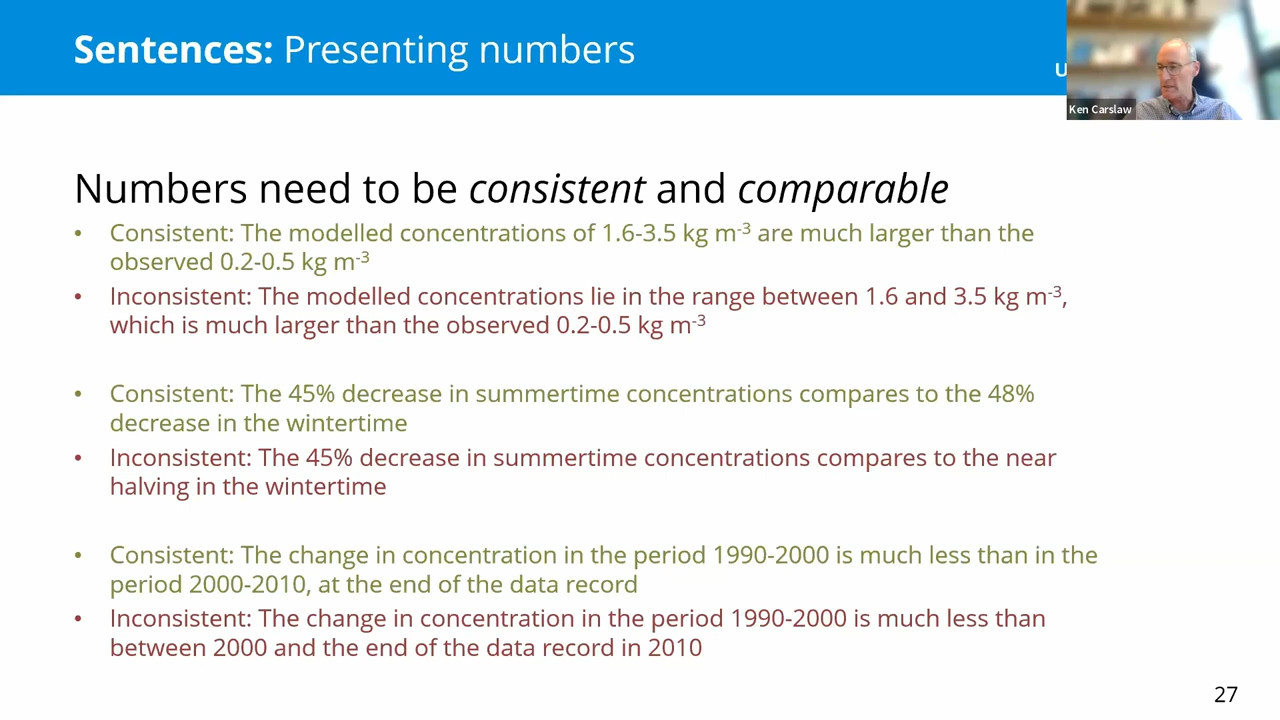 Sentences: Presenting numbers
U
Ken Carslaw
Numbers need to be consistent and comparable
• Consistent: The modelled concentrations of 1.6-3.5 kg m⁻³ are much larger than the
observed 0.2-0.5 kg m⁻³
• Inconsistent: The modelled concentrations lie in the range between 1.6 and 3.5 kg m⁻³,
which is much larger than the observed 0.2-0.5 kg m⁻³
• Consistent: The 45% decrease in summertime concentrations compares to the 48%
decrease in the wintertime
• Inconsistent: The 45% decrease in summertime concentrations compares to the near
halving in the wintertime
• Consistent: The change in concentration in the period 1990-2000 is much less than in the
period 2000-2010, at the end of the data record
• Inconsistent: The change in concentration in the period 1990-2000 is much less than
between 2000 and the end of the data record in 2010
27